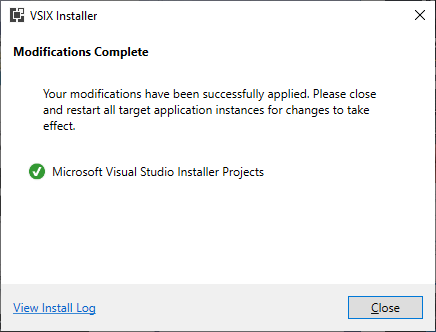 VSIX Installer
Modifications Complete
Your modifications have been successfully applied. Please close
and restart all target application instances for changes to take
effect.
Microsoft Visual Studio Installer Projects
View Install Log
Close